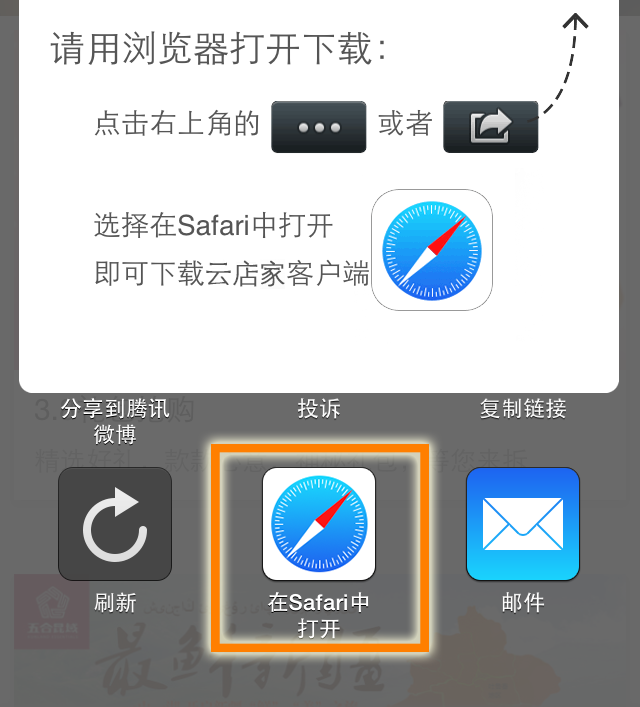 请用浏览器打开下载：
点击右上角的 ••• 或者
选择在Safari中打开
即可下载云店家客户端
分享到腾讯
微博
投诉
复制链接
刷新
在Safari中
打开
邮件